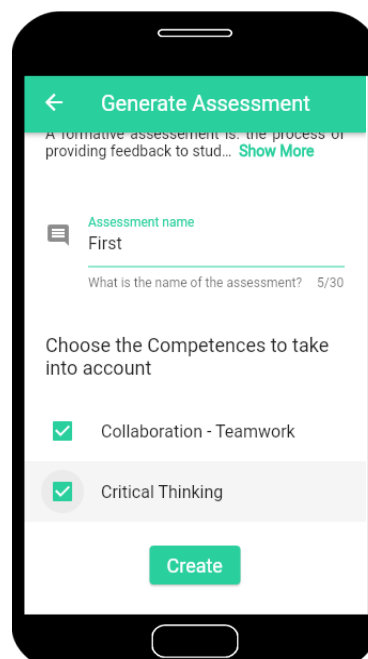 Generate Assessment
A formative assessement is: the process of
providing feedback to stud... Show More
Assessment name
First
What is the name of the assessment? 5/30
Choose the Competences to take
into account
Collaboration - Teamwork
Critical Thinking
Create